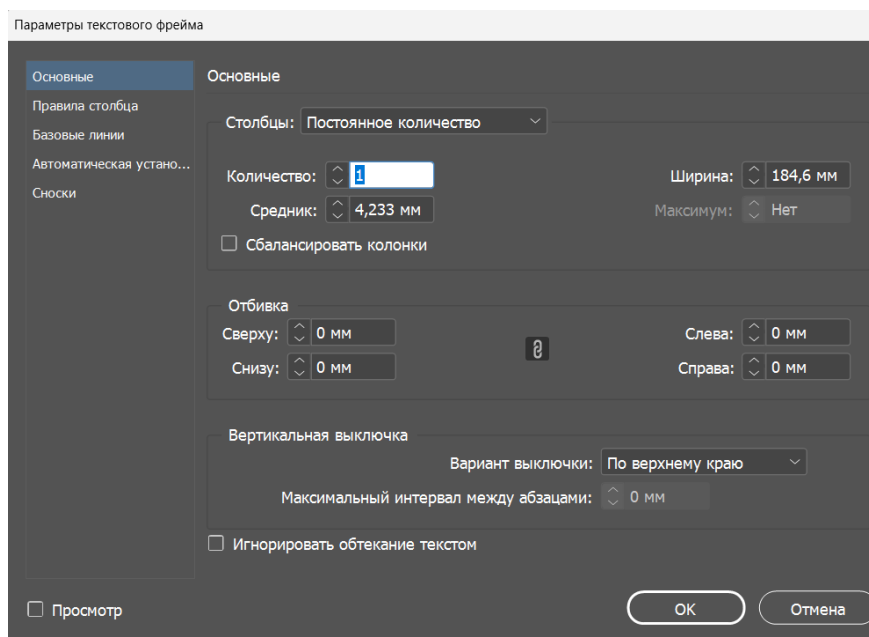 Параметры текстового фрейма
Основные
Правила столбца
Базовые линии
Автоматическая устано...
Сноски
Основные
Столбцы: Постоянное количество
Количество: 1 Ширина: 184,6 мм
Средник: 4,233 мм Максимум: Нет
Сбалансировать колонки
Отбивка
Сверху: 0 мм Слева: 0 мм
Снизу: 0 мм Справа: 0 мм
Вертикальная выключка
Вариант выключки: По верхнему краю
Максимальный интервал между абзацами: 0 мм
Игнорировать обтекание текстом
Просмотр OK Отмена